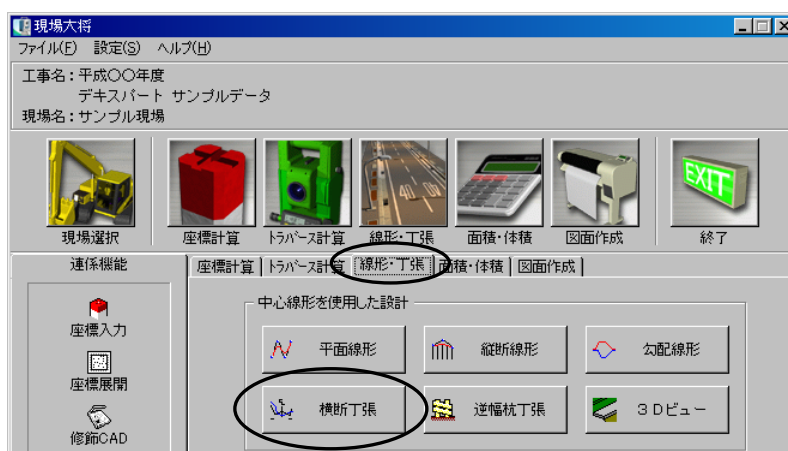 現場大将
ファイル(F) 設定(S) ヘルプ(H)
工事名：平成〇〇年度
デキスパート サンプルデータ
現場名：サンプル現場
40 00
EXIT
現場選択 座標計算 トラバース計算 線形・丁張 面積・体積 図面作成 終了
連係機能 座標計算 トラバース計算 線形・丁張 面積・体積 図面作成
中心線形を使用した設計
座標入力
平面線形 縦断線形 勾配線形
座標展開
横断丁張 逆幅杭丁張 3Dビュー
修飾CAD